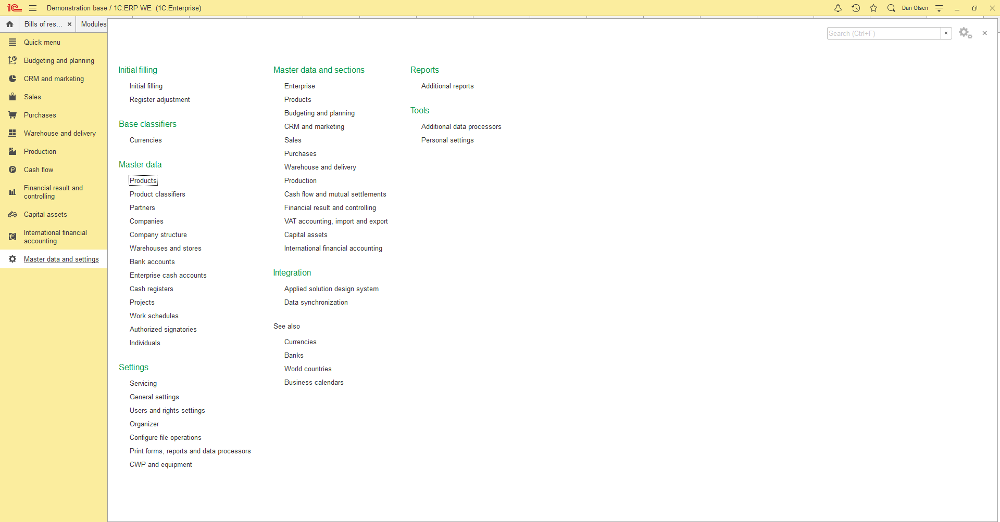 1C Demonstration base / 1C:ERP WE (1C:Enterprise) Dan Olsen
Bills of res... Modules
Search (Ctrl+F)
Quick menu
Budgeting and planning
CRM and marketing
Sales
Purchases
Warehouse and delivery
Production
Cash flow
Financial result and
controlling
Capital assets
International financial
accounting
Master data and settings
Initial filling
Initial filling
Register adjustment
Base classifiers
Currencies
Master data
Products
Product classifiers
Partners
Companies
Company structure
Warehouses and stores
Bank accounts
Enterprise cash accounts
Cash registers
Projects
Work schedules
Authorized signatories
Individuals
Settings
Servicing
General settings
Users and rights settings
Organizer
Configure file operations
Print forms, reports and data processors
CWP and equipment
Master data and sections
Enterprise
Products
Budgeting and planning
CRM and marketing
Sales
Purchases
Warehouse and delivery
Production
Cash flow and mutual settlements
Financial result and controlling
VAT accounting, import and export
Capital assets
International financial accounting
Integration
Applied solution design system
Data synchronization
See also
Currencies
Banks
World countries
Business calendars
Reports
Additional reports
Tools
Additional data processors
Personal settings